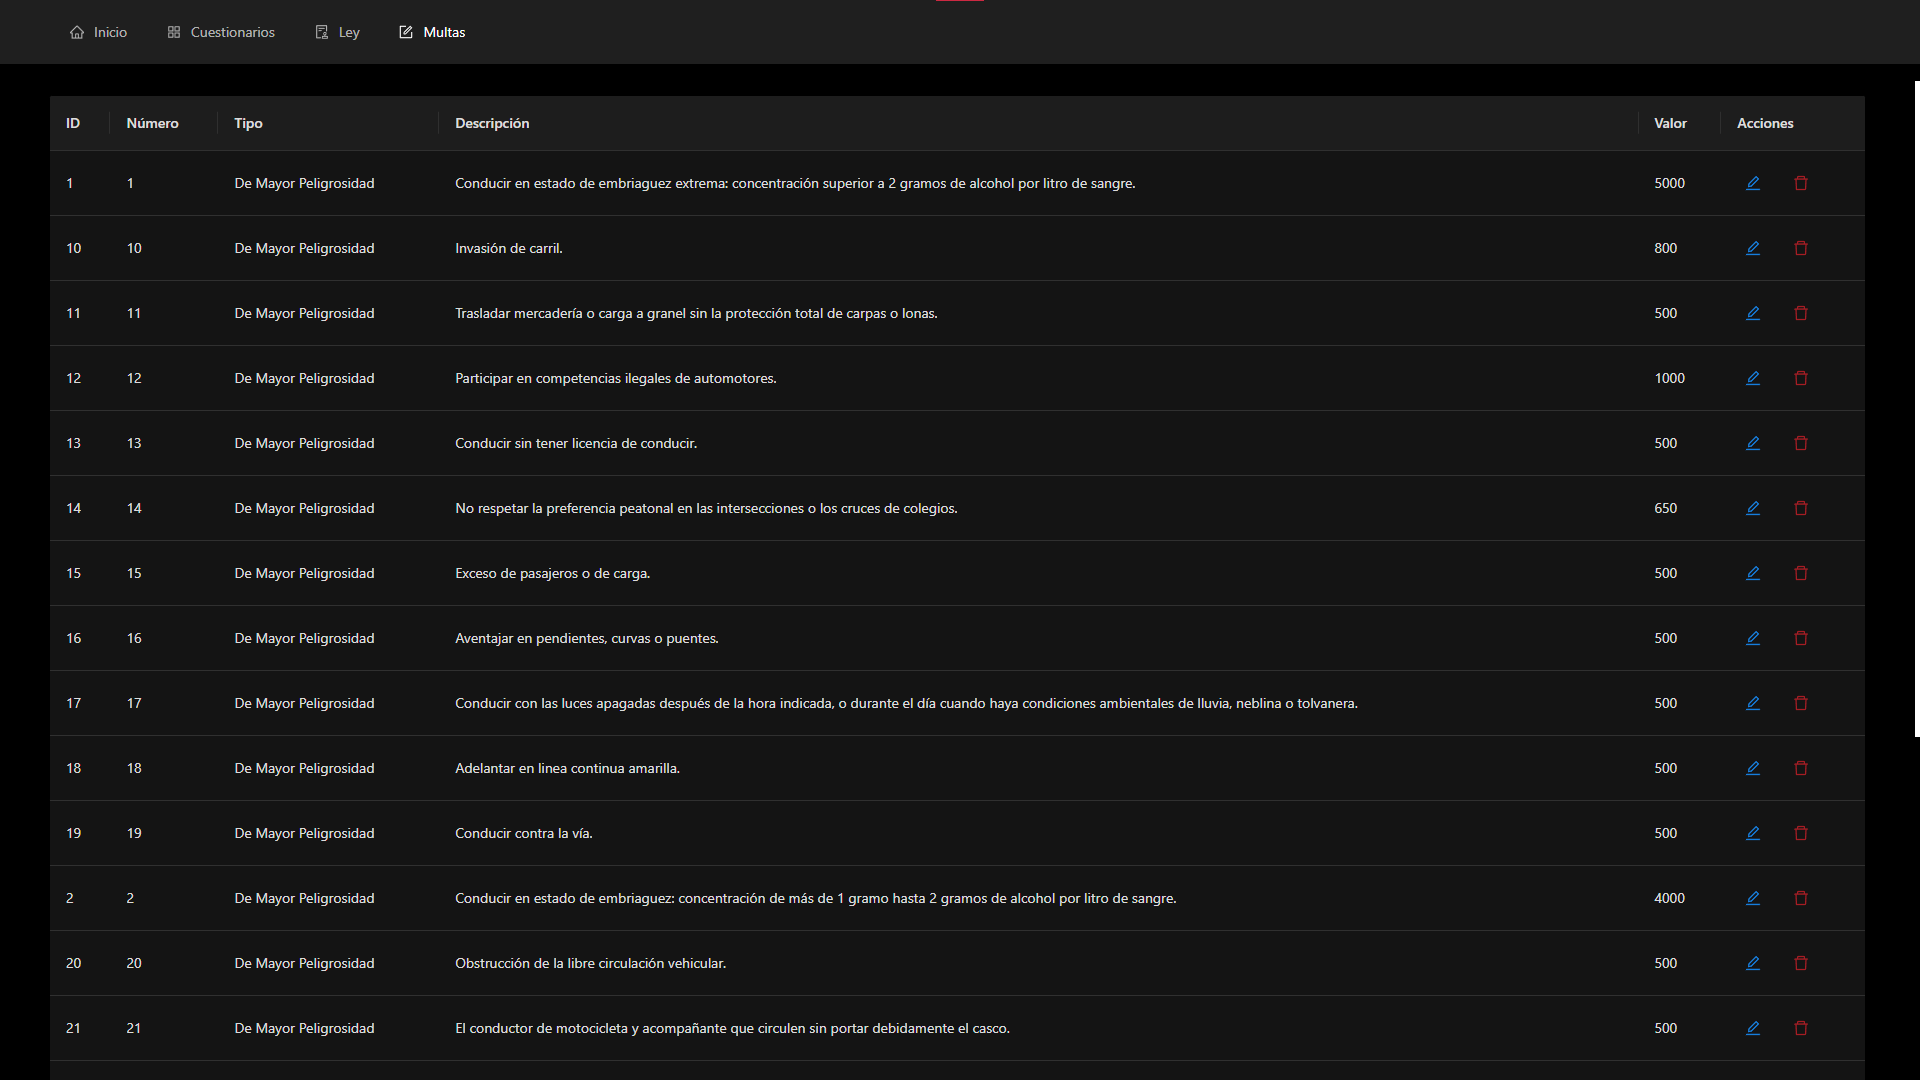 Inicio Cuestionarios Ley Multas
ID Número Tipo Descripción Valor Acciones
1 1 De Mayor Peligrosidad Conducir en estado de embriaguez extrema: concentración superior a 2 gramos de alcohol por litro de sangre. 5000
10 10 De Mayor Peligrosidad Invasión de carril. 800
11 11 De Mayor Peligrosidad Trasladar mercadería o carga a granel sin la protección total de carpas o lonas. 500
12 12 De Mayor Peligrosidad Participar en competencias ilegales de automotores. 1000
13 13 De Mayor Peligrosidad Conducir sin tener licencia de conducir. 500
14 14 De Mayor Peligrosidad No respetar la preferencia peatonal en las intersecciones o los cruces de colegios. 650
15 15 De Mayor Peligrosidad Exceso de pasajeros o de carga. 500
16 16 De Mayor Peligrosidad Aventajar en pendientes, curvas o puentes. 500
17 17 De Mayor Peligrosidad Conducir con las luces apagadas después de la hora indicada, o durante el día cuando haya condiciones ambientales de lluvia, neblina o tolvanera. 500
18 18 De Mayor Peligrosidad Adelantar en linea continua amarilla. 500
19 19 De Mayor Peligrosidad Conducir contra la vía. 500
2 2 De Mayor Peligrosidad Conducir en estado de embriaguez: concentración de más de 1 gramo hasta 2 gramos de alcohol por litro de sangre. 4000
20 20 De Mayor Peligrosidad Obstrucción de la libre circulación vehicular. 500
21 21 De Mayor Peligrosidad El conductor de motocicleta y acompañante que circulen sin portar debidamente el casco. 500